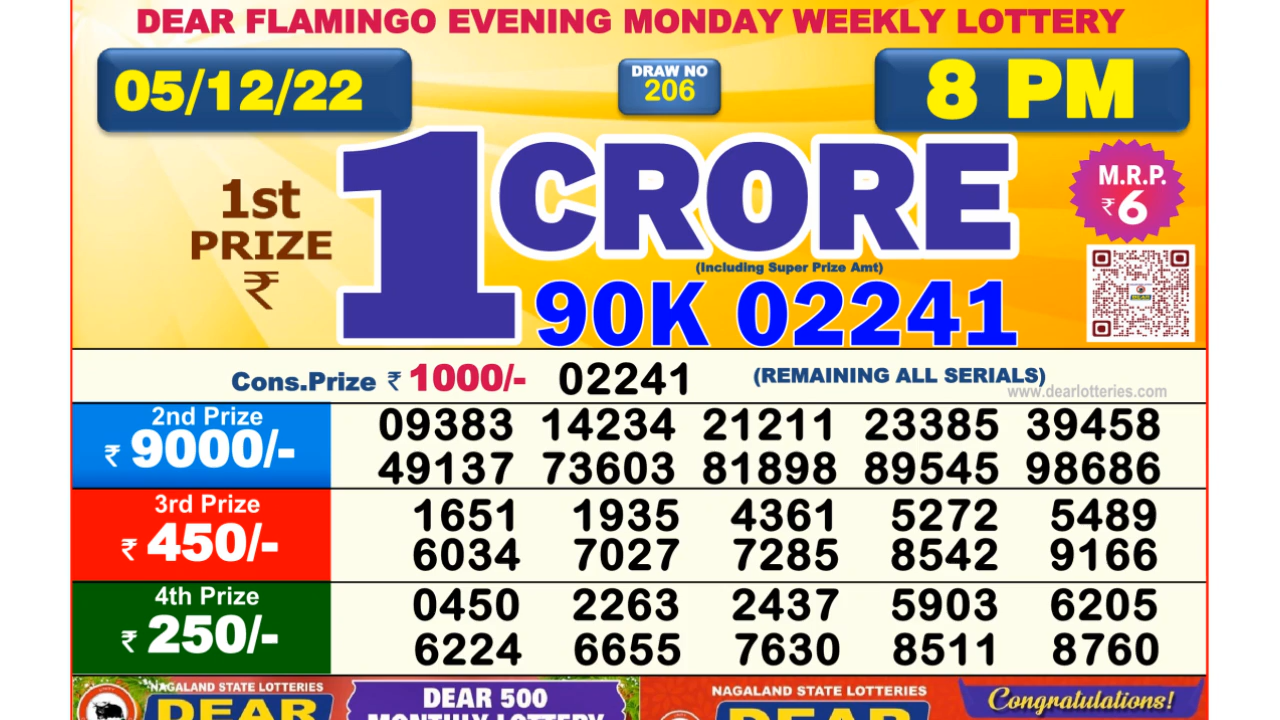 DEAR FLAMINGO EVENING MONDAY WEEKLY LOTTERY
05/12/22
DRAW NO
206
8 PM
1st
PRIZE
₹
1 CRORE
(Including Super Prize Amt)
90K 02241
M.R.P.
₹6
Cons.Prize ₹ 1000/- 02241 (REMAINING ALL SERIALS)
www.dearlotteries.com
2nd Prize
₹ 9000/-
09383 14234 21211 23385 39458
49137 73603 81898 89545 98686
3rd Prize
₹ 450/-
1651 1935 4361 5272 5489
6034 7027 7285 8542 9166
4th Prize
₹ 250/-
0450 2263 2437 5903 6205
6224 6655 7630 8511 8760
NAGALAND STATE LOTTERIES
DEAR
DEAR 500
MONTHLY LOTTERY
NAGALAND STATE LOTTERIES
DEAR
Congratulations!